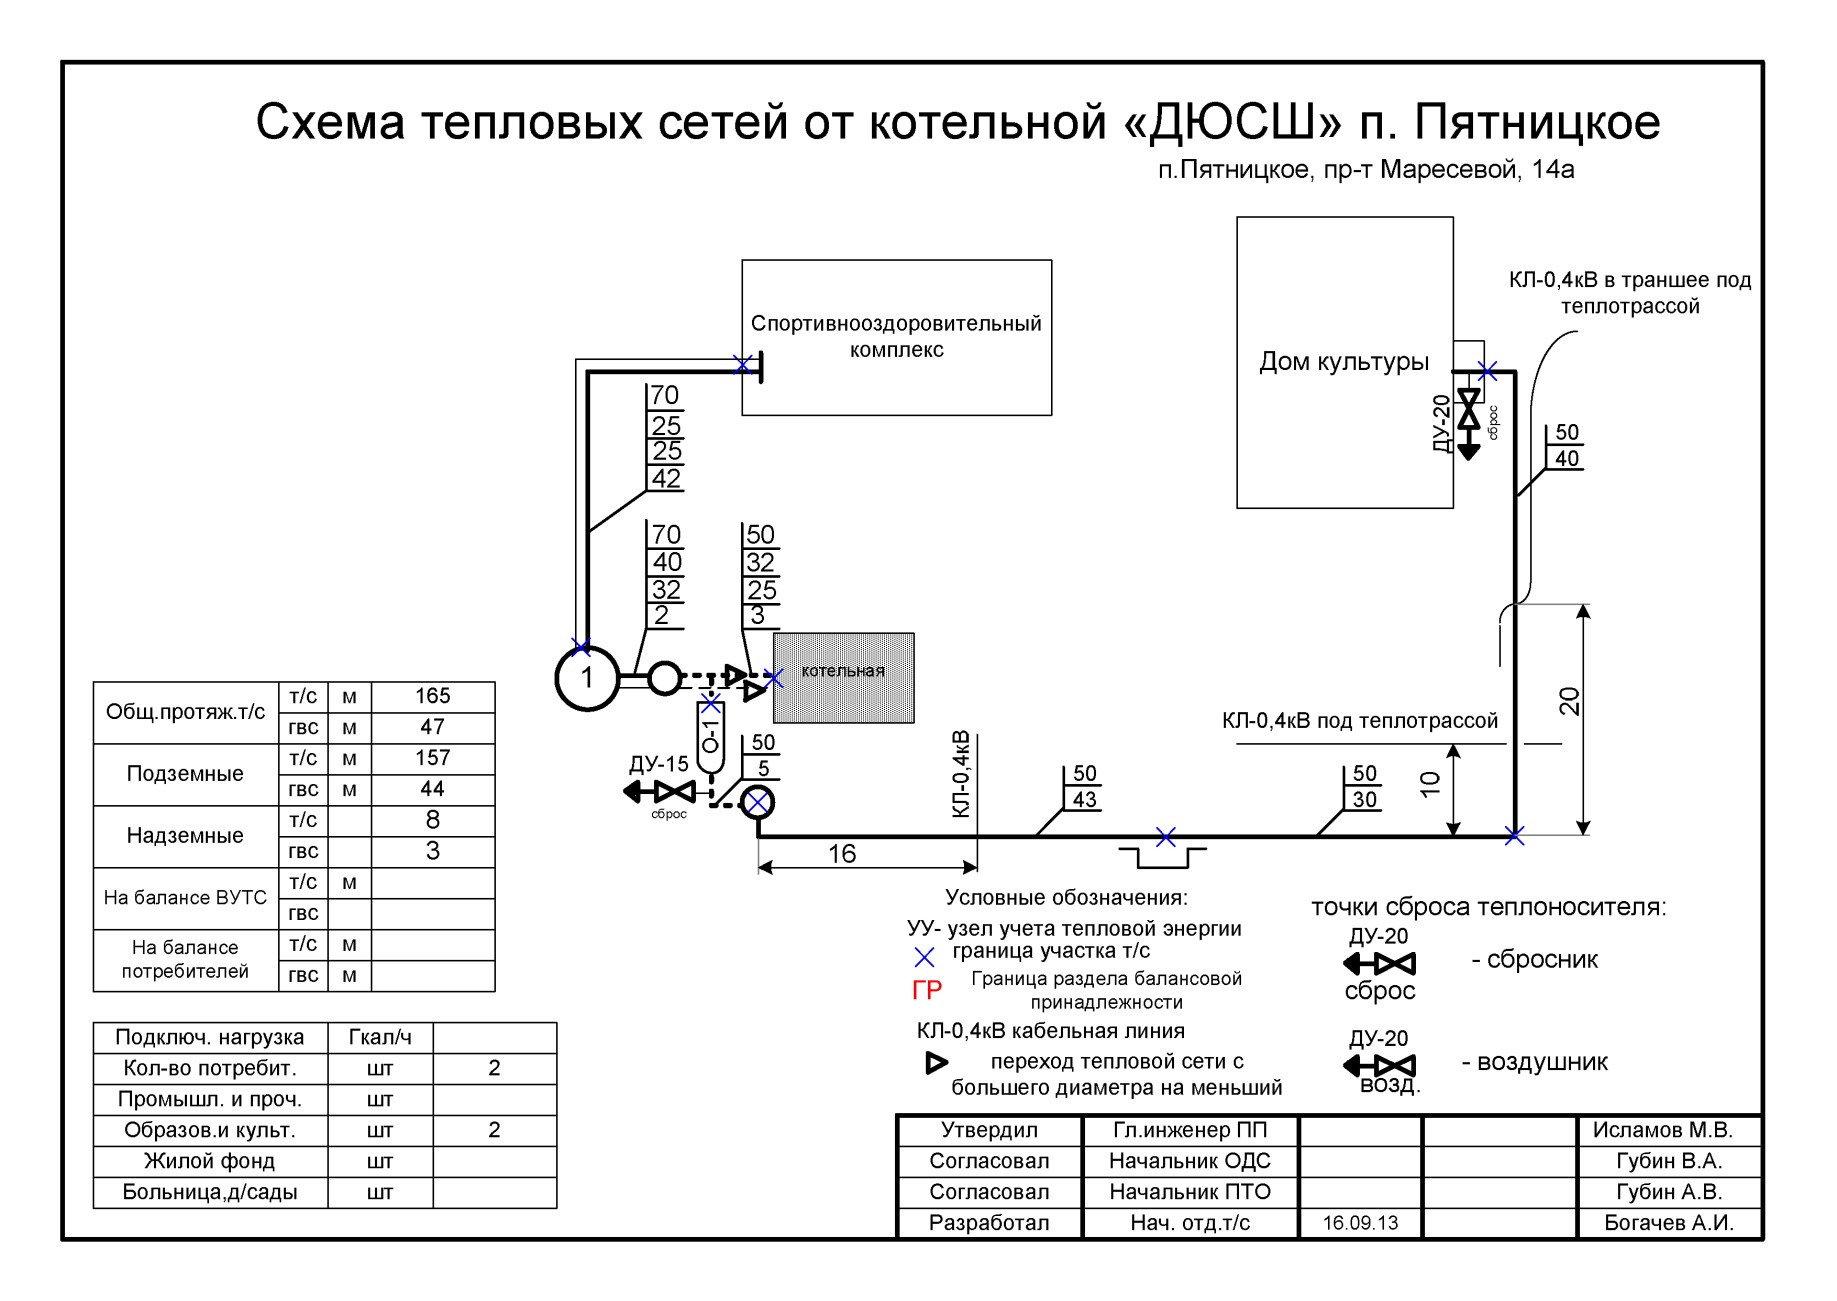 Схема тепловых сетей от котельной «ДЮСШ» п. Пятницкое
п.Пятницкое, пр-т Маресевой, 14а
КЛ-0,4кВ в траншее под
теплотрассой
Спортивнооздоровительный
комплекс
Дом культуры
ДУ-20
сброс
70
25
25
42
50
40
70
40
32
2
50
32
25
3
1
котельная
О-1
ДУ-15
сброс
50
5
КЛ-0,4кВ
16
50
43
50
30
КЛ-0,4кВ под теплотрассой
10
20
Общ.протяж.т/с т/с м 165
гвс м 47
Подземные т/с м 157
гвс м 44
Надземные т/с 8
гвс 3
На балансе ВУТС т/с м
гвс
На балансе
потребителей
т/с м
гвс м
Подключ. нагрузка Гкал/ч
Кол-во потребит. шт 2
Промышл. и проч. шт
Образов.и культ. шт 2
Жилой фонд шт
Больница,д/сады шт
Условные обозначения:
УУ- узел учета тепловой энергии
граница участка т/с
ГР Граница раздела балансовой
принадлежности
КЛ-0,4кВ кабельная линия
переход тепловой сети с
большего диаметра на меньший
точки сброса теплоносителя:
ДУ-20
- сбросник
сброс
ДУ-20
- воздушник
возд.
Утвердил Гл.инженер ПП Исламов М.В.
Согласовал Начальник ОДС Губин В.А.
Согласовал Начальник ПТО Губин А.В.
Разработал Нач. отд.т/с 16.09.13 Богачев А.И.